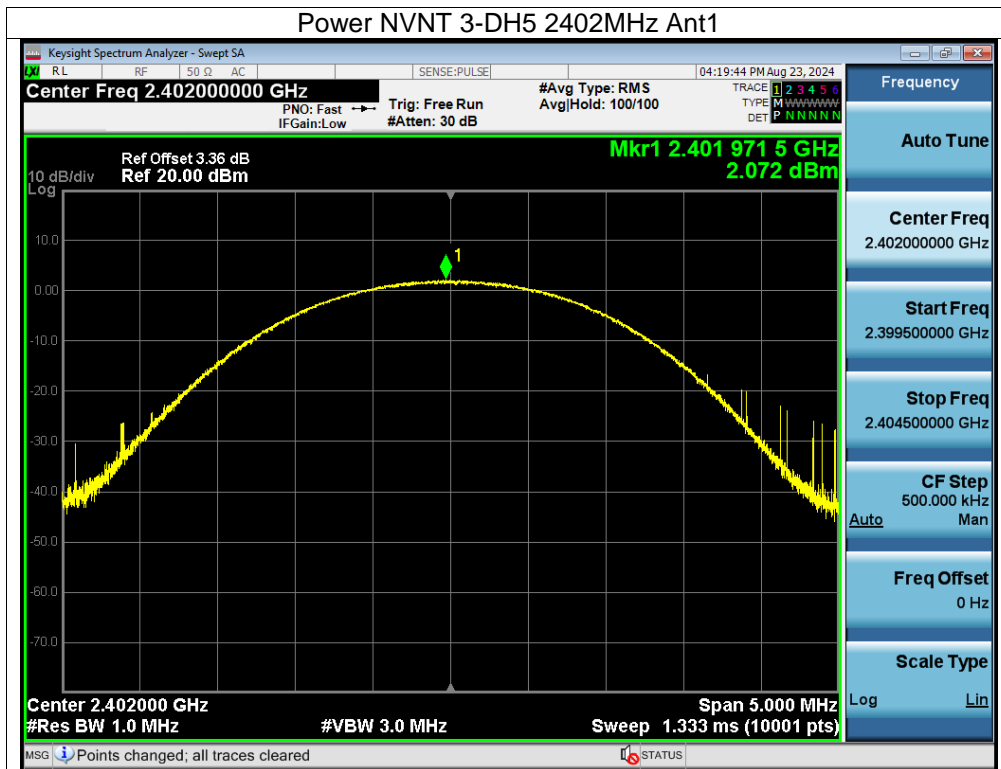 Power NVNT 3-DH5 2402MHz Ant1
Keysight Spectrum Analyzer - Swept SA
LXI RL RF 50 Ω AC SENSE:PULSE 04:19:44 PM Aug 23, 2024
Center Freq 2.402000000 GHz
PNO: Fast
IFGain:Low
Trig: Free Run
#Atten: 30 dB
#Avg Type: RMS
Avg|Hold: 100/100
TRACE 1 2 3 4 5 6
TYPE M WWWWW
DET P N N N N N
Mkr1 2.401 971 5 GHz
2.072 dBm
Ref Offset 3.36 dB
Ref 20.00 dBm
10 dB/div
Log
10.0
0.00
-10.0
-20.0
-30.0
-40.0
-50.0
-60.0
-70.0
1
Center 2.402000 GHz
Span 5.000 MHz
#Res BW 1.0 MHz
#VBW 3.0 MHz
Sweep 1.333 ms (10001 pts)
MSG Points changed; all traces cleared
STATUS
Frequency
Auto Tune
Center Freq
2.402000000 GHz
Start Freq
2.399500000 GHz
Stop Freq
2.404500000 GHz
CF Step
500.000 kHz
Auto Man
Freq Offset
0 Hz
Scale Type
Log Lin